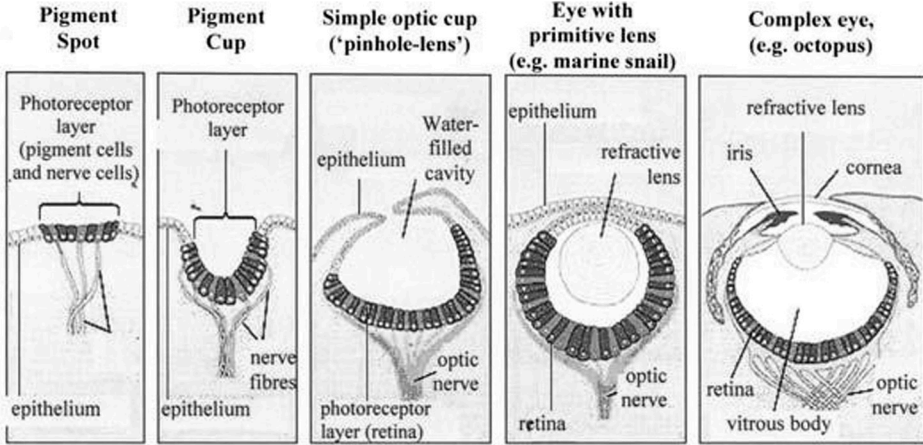 Pigment
Spot
Pigment
Cup
Simple optic cup
('pinhole-lens')
Eye with
primitive lens
(e.g. marine snail)
Complex eye,
(e.g. octopus)
Photoreceptor
layer
(pigment cells
and nerve cells)
epithelium
Photoreceptor
layer
nerve
fibres
epithelium
Water-
filled
cavity
epithelium
optic
nerve
photoreceptor
layer (retina)
epithelium
refractive
lens
optic
nerve
retina
refractive lens
iris
cornea
retina
optic
nerve
vitrous body